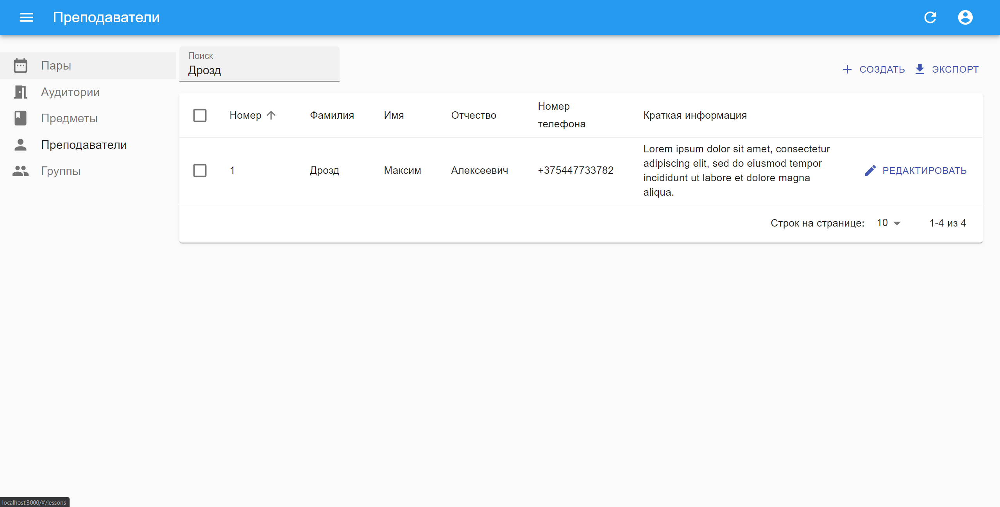 Преподаватели
Пары
Аудитории
Предметы
Преподаватели
Группы
Поиск
Дрозд
СОЗДАТЬ
ЭКСПОРТ
Номер Фамилия Имя Отчество Номер телефона Краткая информация
1 Дрозд Максим Алексеевич +375447733782
Lorem ipsum dolor sit amet, consectetur
adipiscing elit, sed do eiusmod tempor
incididunt ut labore et dolore magna
aliqua.
РЕДАКТИРОВАТЬ
Строк на странице: 10 1-4 из 4
localhost:3000/#/lessons